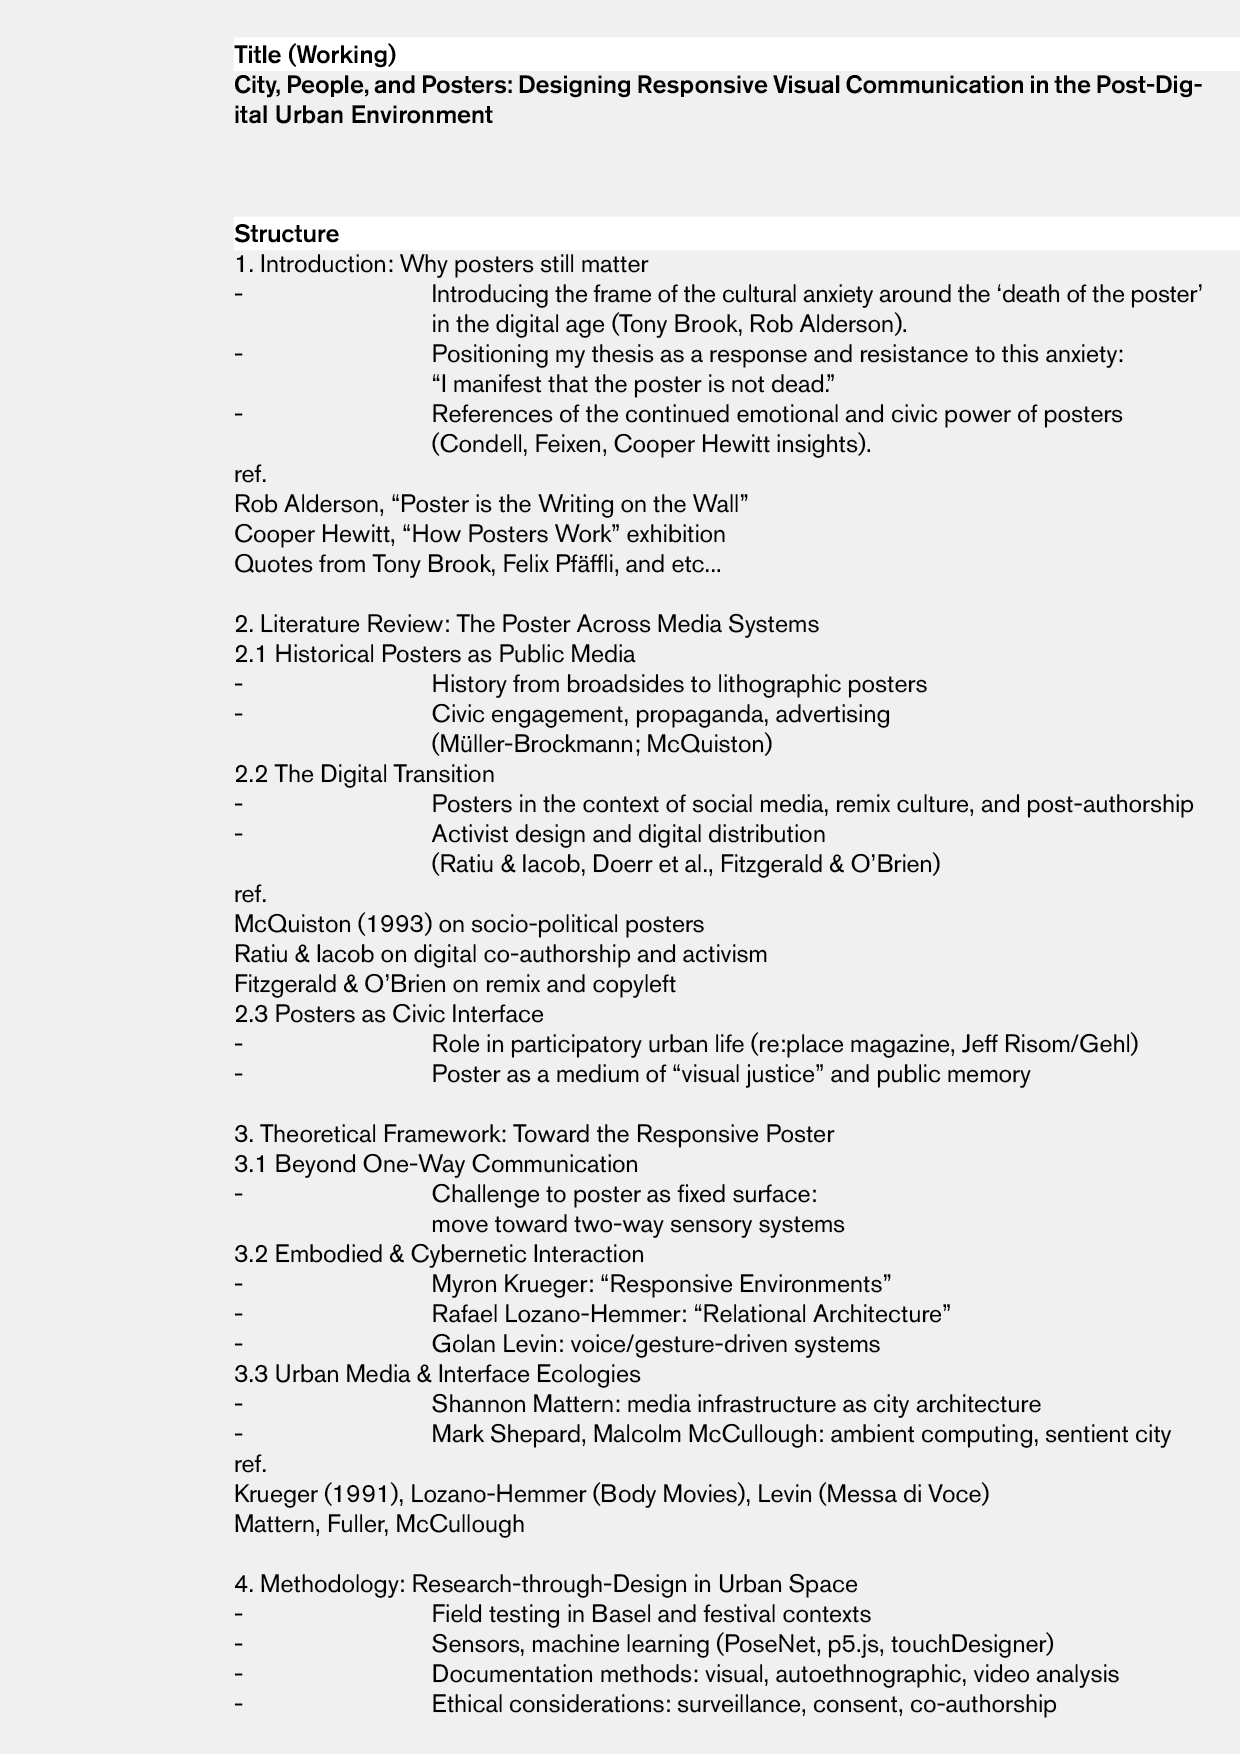 Title (Working)
City, People, and Posters: Designing Responsive Visual Communication in the Post-Dig-
ital Urban Environment
Structure
1. Introduction: Why posters still matter
- Introducing the frame of the cultural anxiety around the ‘death of the poster’
in the digital age (Tony Brook, Rob Alderson).
- Positioning my thesis as a response and resistance to this anxiety:
“I manifest that the poster is not dead.”
- References of the continued emotional and civic power of posters
(Condell, Feixen, Cooper Hewitt insights).
ref.
Rob Alderson, “Poster is the Writing on the Wall”
Cooper Hewitt, “How Posters Work” exhibition
Quotes from Tony Brook, Felix Pfäffli, and etc...
2. Literature Review: The Poster Across Media Systems
2.1 Historical Posters as Public Media
- History from broadsides to lithographic posters
- Civic engagement, propaganda, advertising
(Müller-Brockmann; McQuiston)
2.2 The Digital Transition
- Posters in the context of social media, remix culture, and post-authorship
- Activist design and digital distribution
(Ratiu & Iacob, Doerr et al., Fitzgerald & O’Brien)
ref.
McQuiston (1993) on socio-political posters
Ratiu & Iacob on digital co-authorship and activism
Fitzgerald & O’Brien on remix and copyleft
2.3 Posters as Civic Interface
- Role in participatory urban life (re:place magazine, Jeff Risom/Gehl)
- Poster as a medium of “visual justice” and public memory
3. Theoretical Framework: Toward the Responsive Poster
3.1 Beyond One-Way Communication
- Challenge to poster as fixed surface:
move toward two-way sensory systems
3.2 Embodied & Cybernetic Interaction
- Myron Krueger: “Responsive Environments”
- Rafael Lozano-Hemmer: “Relational Architecture”
- Golan Levin: voice/gesture-driven systems
3.3 Urban Media & Interface Ecologies
- Shannon Mattern: media infrastructure as city architecture
- Mark Shepard, Malcolm McCullough: ambient computing, sentient city
ref.
Krueger (1991), Lozano-Hemmer (Body Movies), Levin (Messa di Voce)
Mattern, Fuller, McCullough
4. Methodology: Research-through-Design in Urban Space
- Field testing in Basel and festival contexts
- Sensors, machine learning (PoseNet, p5.js, touchDesigner)
- Documentation methods: visual, autoethnographic, video analysis
- Ethical considerations: surveillance, consent, co-authorship